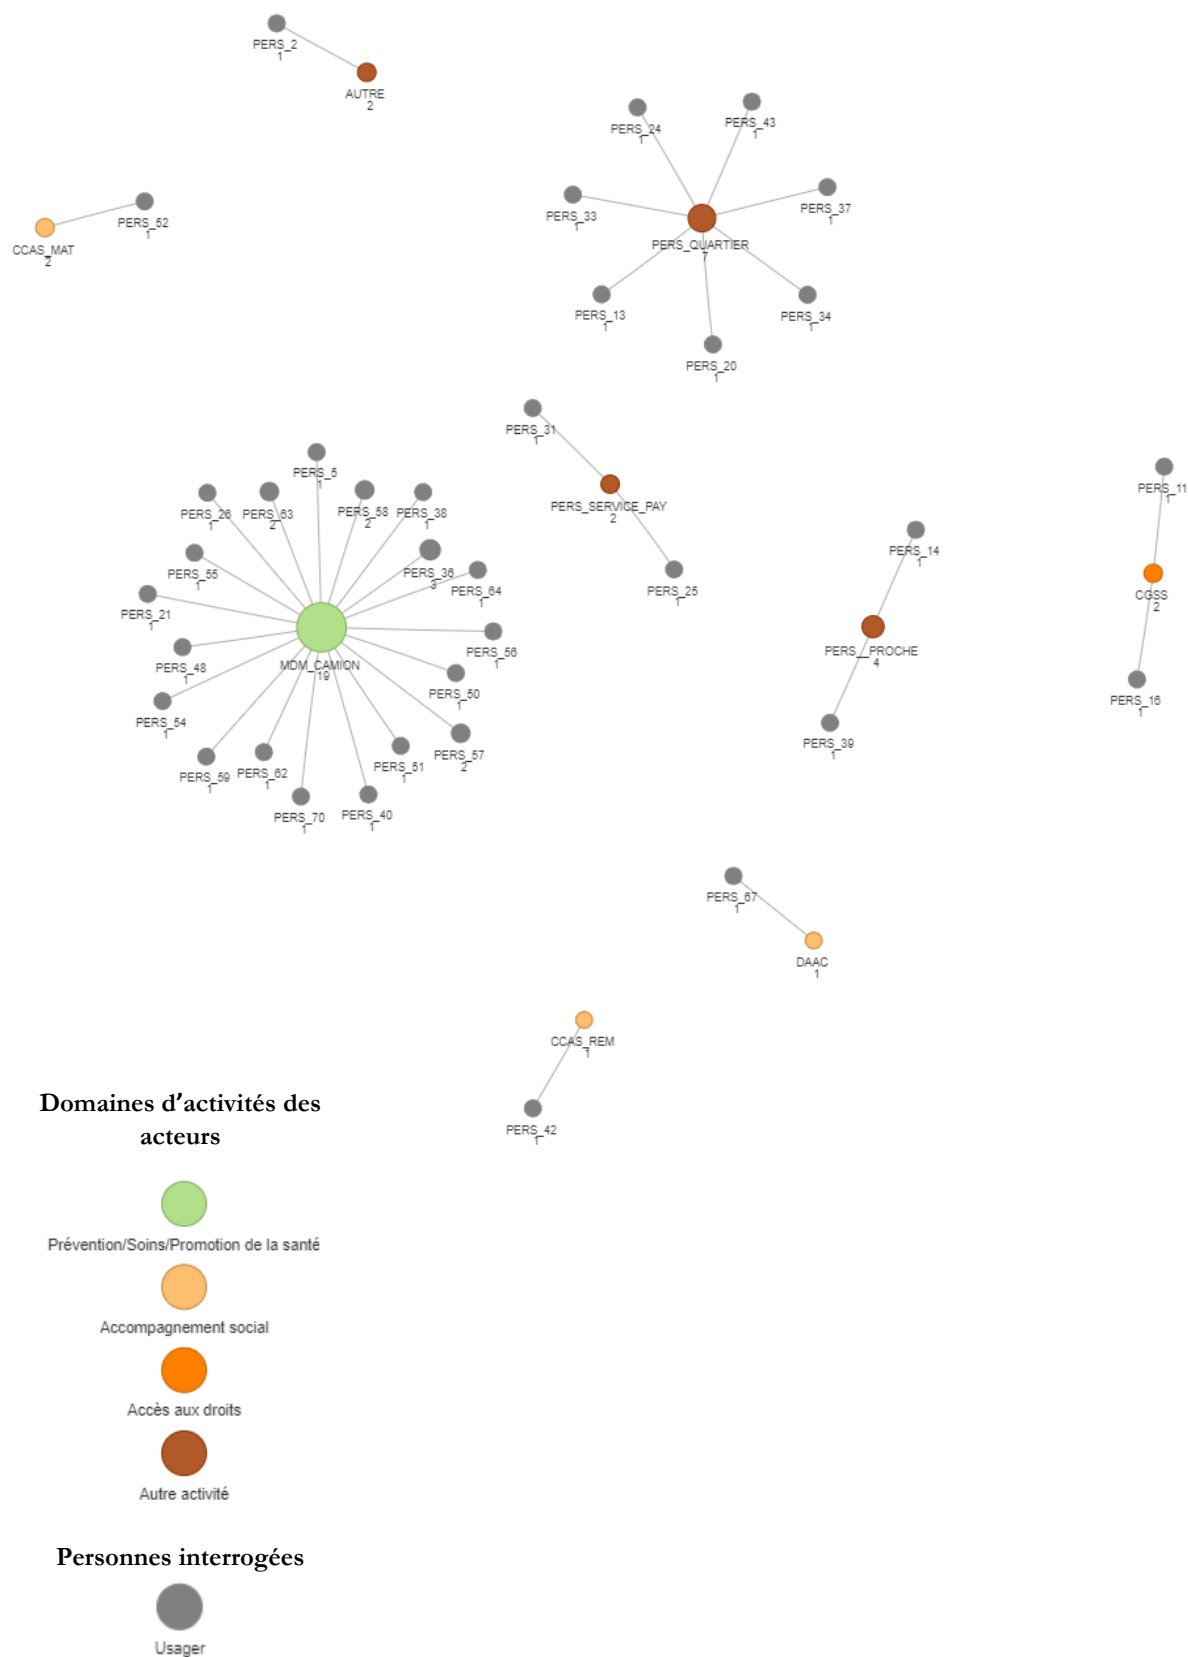 PERS_2
1
AUTRE
2
PERS_24
1
PERS_43
1
PERS_52
1
CCAS_MAT
2
PERS_33
1
PERS_37
1
PERS_QUARTIER
7
PERS_13
1
PERS_34
1
PERS_20
1
PERS_31
1
PERS_SERVICE_PAY
2
PERS_25
1
PERS_5
1
PERS_26
1
PERS_63
2
PERS_58
2
PERS_38
1
PERS_55
1
PERS_36
3
PERS_64
1
PERS_21
1
PERS_48
1
MDM_CAMION
19
PERS_56
1
PERS_50
1
PERS_54
1
PERS_59
1
PERS_62
1
PERS_51
1
PERS_57
2
PERS_70
1
PERS_40
1
PERS_14
1
PERS__PROCHE
4
PERS_39
1
PERS_11
1
CGSS
2
PERS_16
1
PERS_67
1
DAAC
1
CCAS_REM
1
PERS_42
1
Domaines d’activités des
acteurs
Prévention/Soins/Promotion de la santé
Accompagnement social
Accès aux droits
Autre activité
Personnes interrogées
Usager